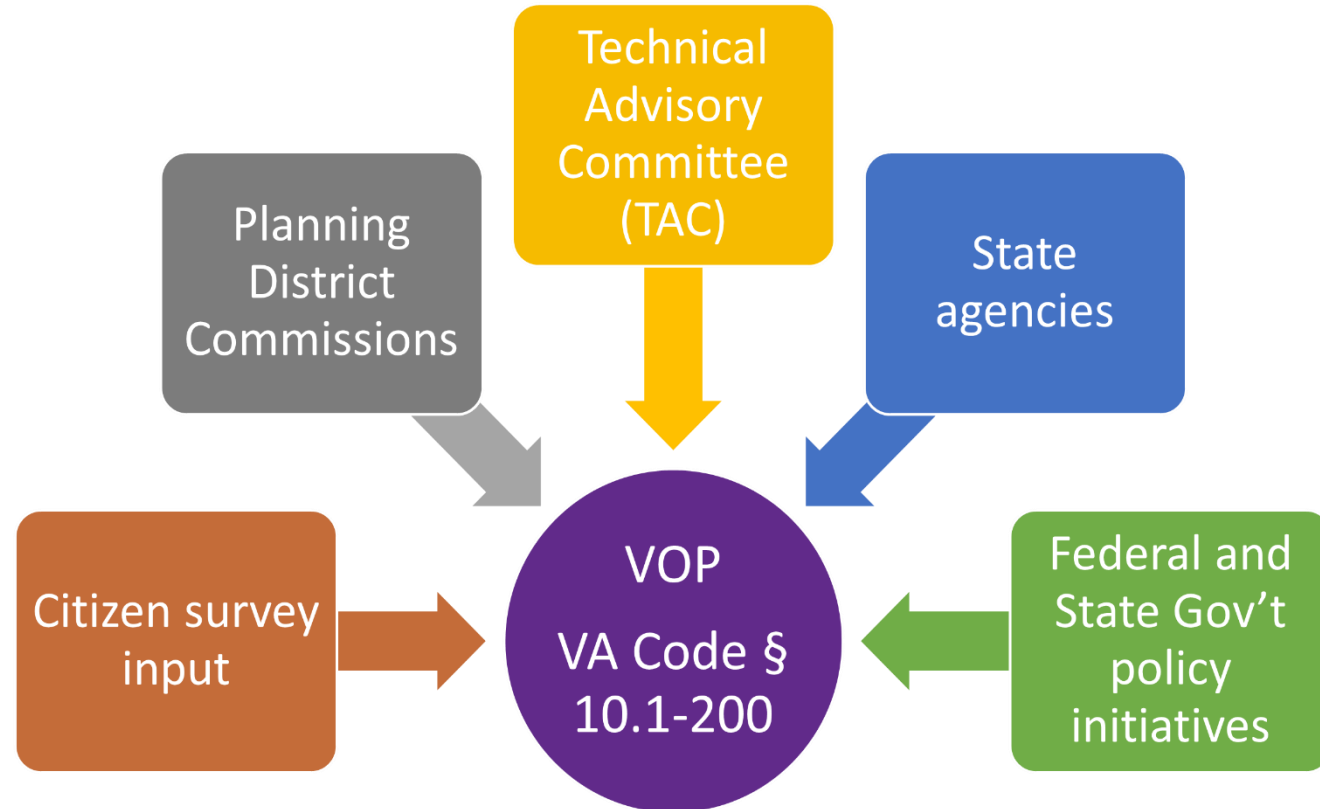 Technical
Advisory
Committee
(TAC)
Planning
District
Commissions
State
agencies
Citizen survey
input
VOP
VA Code §
10.1-200
Federal and
State Gov’t
policy
initiatives